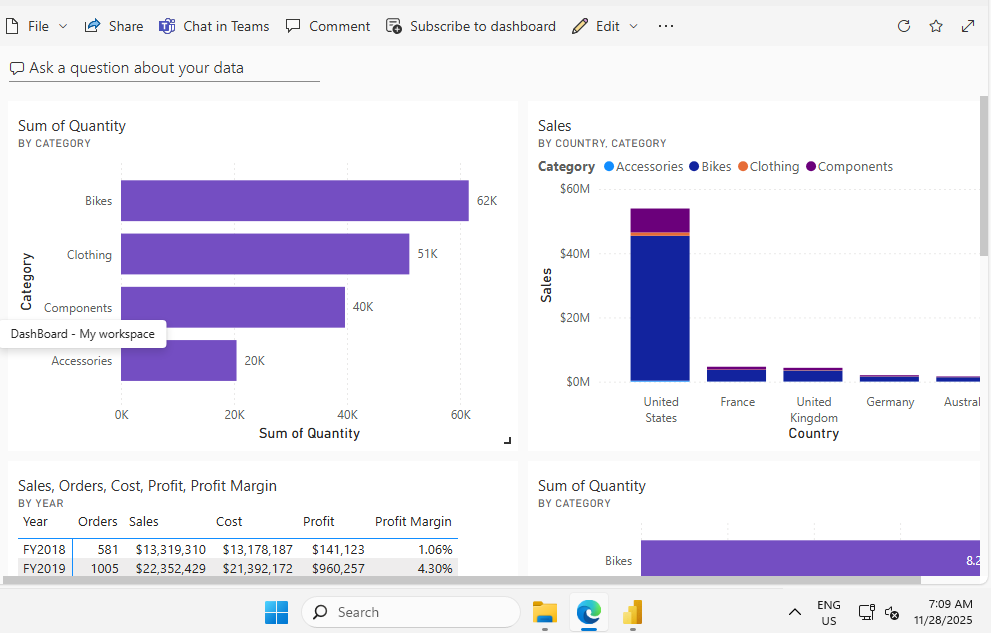 File Share Chat in Teams Comment Subscribe to dashboard Edit ...
Ask a question about your data
Sum of Quantity
BY CATEGORY
Category
Bikes 62K
Clothing 51K
Components 40K
DashBoard - My workspace
Accessories 20K
0K 20K 40K 60K
Sum of Quantity
Sales
BY COUNTRY, CATEGORY
Category Accessories Bikes Clothing Components
Sales
$60M
$40M
$20M
$0M
United States France United Kingdom Germany Austral
Country
Sales, Orders, Cost, Profit, Profit Margin
BY YEAR
Year Orders Sales Cost Profit Profit Margin
FY2018 581 $13,319,310 $13,178,187 $141,123 1.06%
FY2019 1005 $22,352,429 $21,392,172 $960,257 4.30%
Sum of Quantity
BY CATEGORY
Bikes 8.2
Search
ENG
US
7:09 AM
11/28/2025